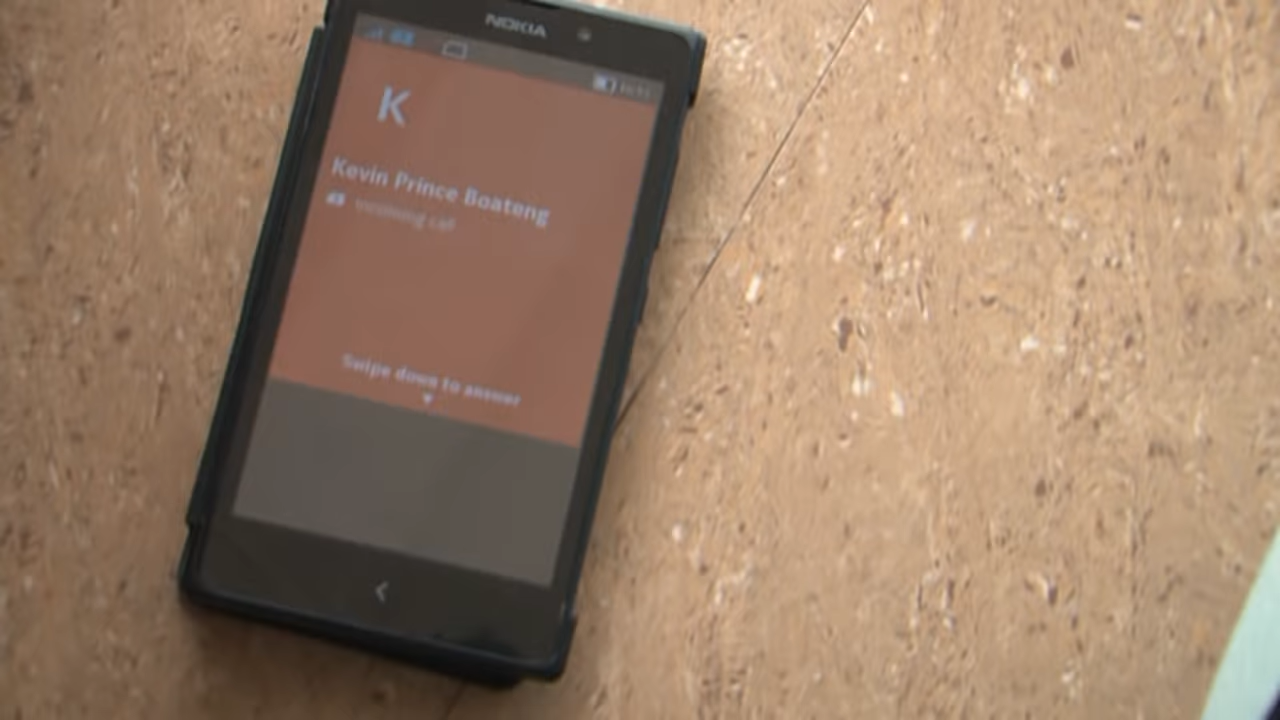 NOKIA
K
Kevin Prince Boateng
Incoming call
Swipe down to answer